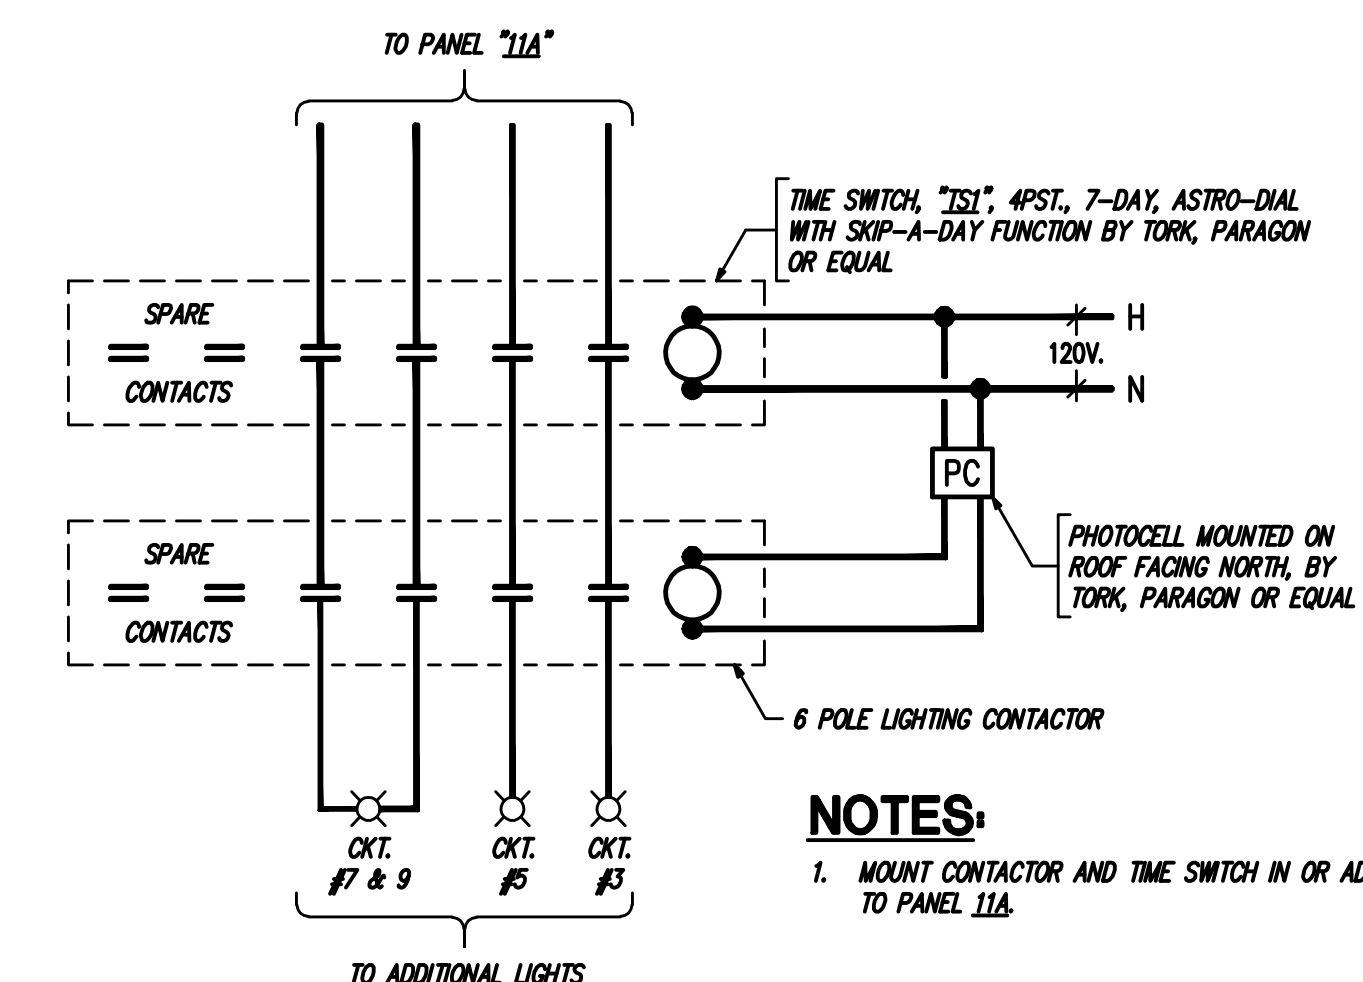 TO PANEL "11A"
TIME SWITCH, "TS1", 4PST., 7-DAY, ASTRO-DIAL
WITH SKIP-A-DAY FUNCTION BY TORK, PARAGON
OR EQUAL
SPARE
CONTACTS
H
120V.
N
PC
SPARE
CONTACTS
PHOTOCELL MOUNTED ON
ROOF FACING NORTH, BY
TORK, PARAGON OR EQUAL
6 POLE LIGHTING CONTACTOR
CKT.
#7 & 9
CKT.
#5
CKT.
#3
TO ADDITIONAL LIGHTS
NOTES:
1. MOUNT CONTACTOR AND TIME SWITCH IN OR
TO PANEL 11A.